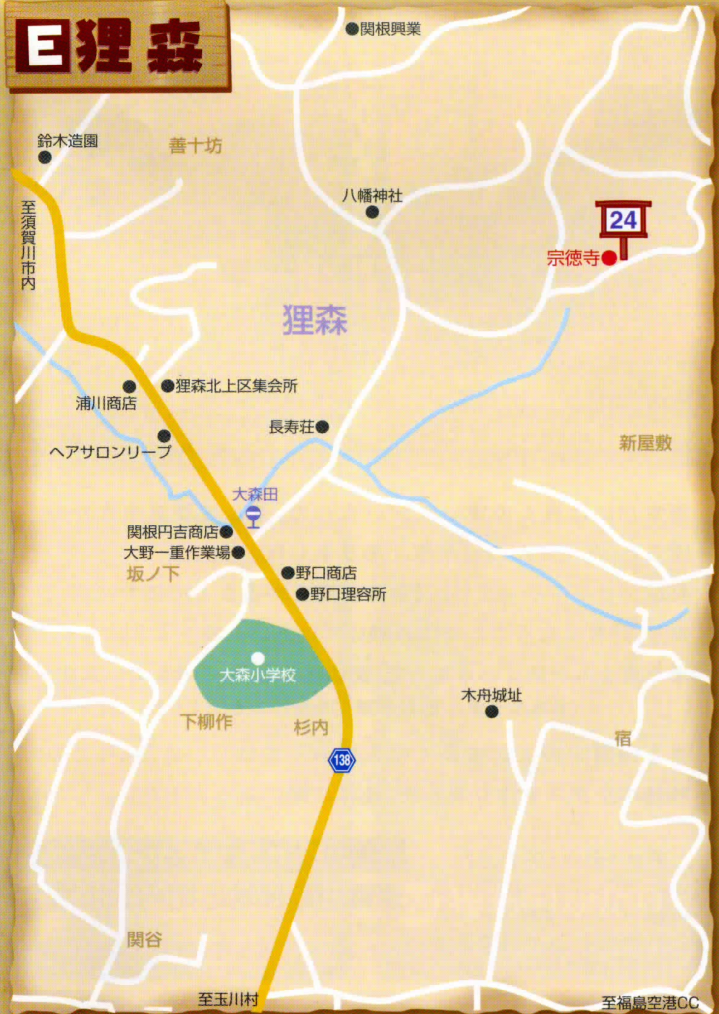 E 狸森
関根興業
鈴木造園
善十坊
八幡神社
至須賀川市内
24
宗徳寺
狸森
狸森北上区集会所
浦川商店
長寿荘
ヘアサロンリーブ
新屋敷
大森田
関根円吉商店
大野一重作業場
坂ノ下
野口商店
野口理容所
大森小学校
木舟城址
下柳作
杉内
宿
138
関谷
至玉川村
至福島空港CC